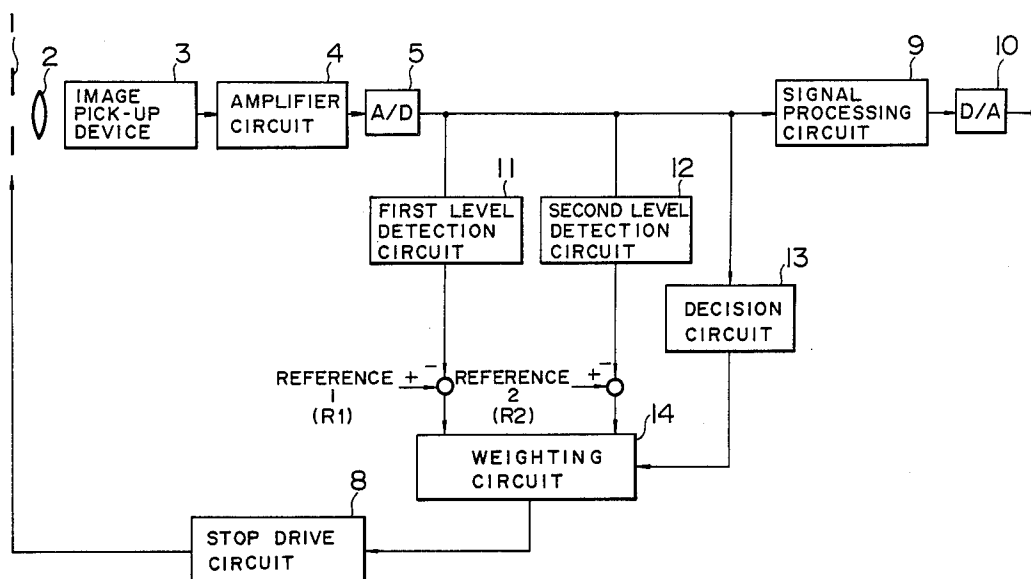 2
3
IMAGE
PICK-UP
DEVICE
4
AMPLIFIER
CIRCUIT
5
A/D
9
SIGNAL
PROCESSING
CIRCUIT
10
D/A
11
FIRST LEVEL
DETECTION
CIRCUIT
12
SECOND LEVEL
DETECTION
CIRCUIT
13
DECISION
CIRCUIT
REFERENCE
1
(R1)
+ -
REFERENCE
2
(R2)
+ -
14
WEIGHTING
CIRCUIT
8
STOP DRIVE
CIRCUIT